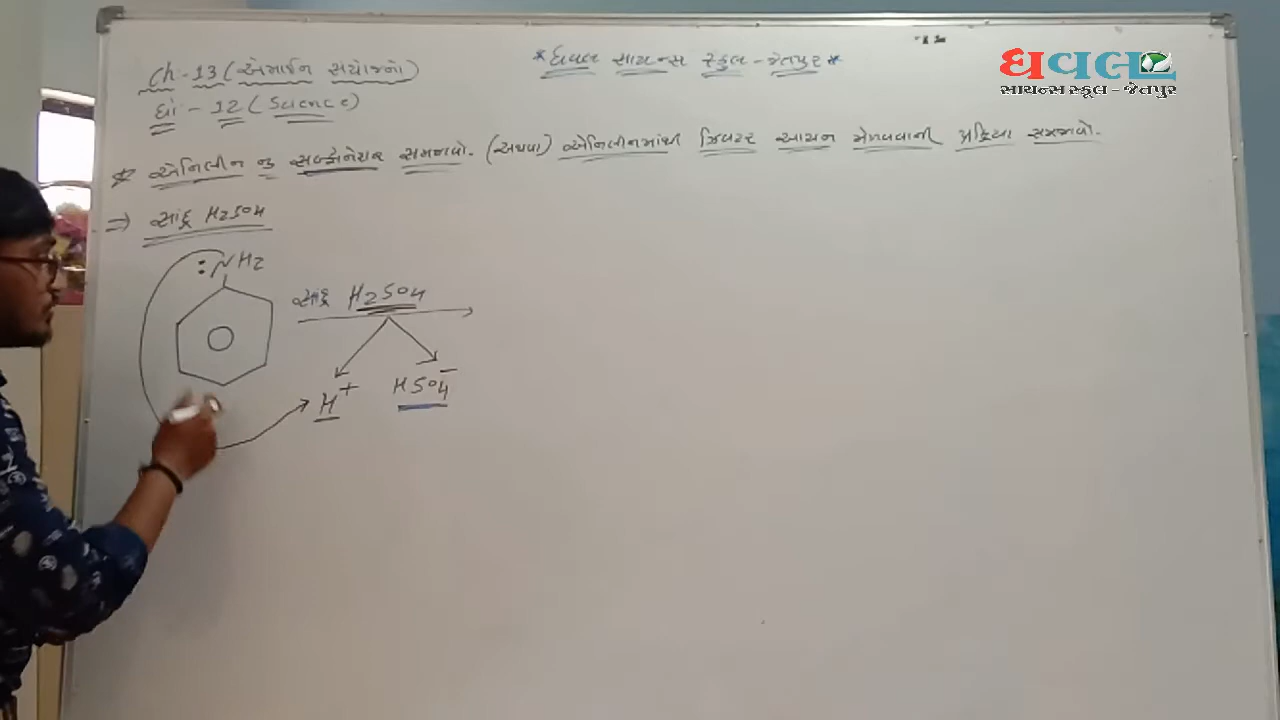 * ધવલ સાયન્સ સ્કુલ - જેતપુર *
ધવલ
સાયન્સ સ્કૂલ - જેતપુર
Ch - 13 ( એમાઈન સંયોજનો )
ધો - 12 ( Science )
* એનિલીન નુ સલ્ફોનેશન સમજાવો. (અથવા) એનિલીનમાંથી ઝિવટર આયન મેળવવાની પ્રક્રિયા સમજાવો.
⇒ સાંદ્ર H2SO4
:NH2
સાંદ્ર H2SO4
H+ HSO4-